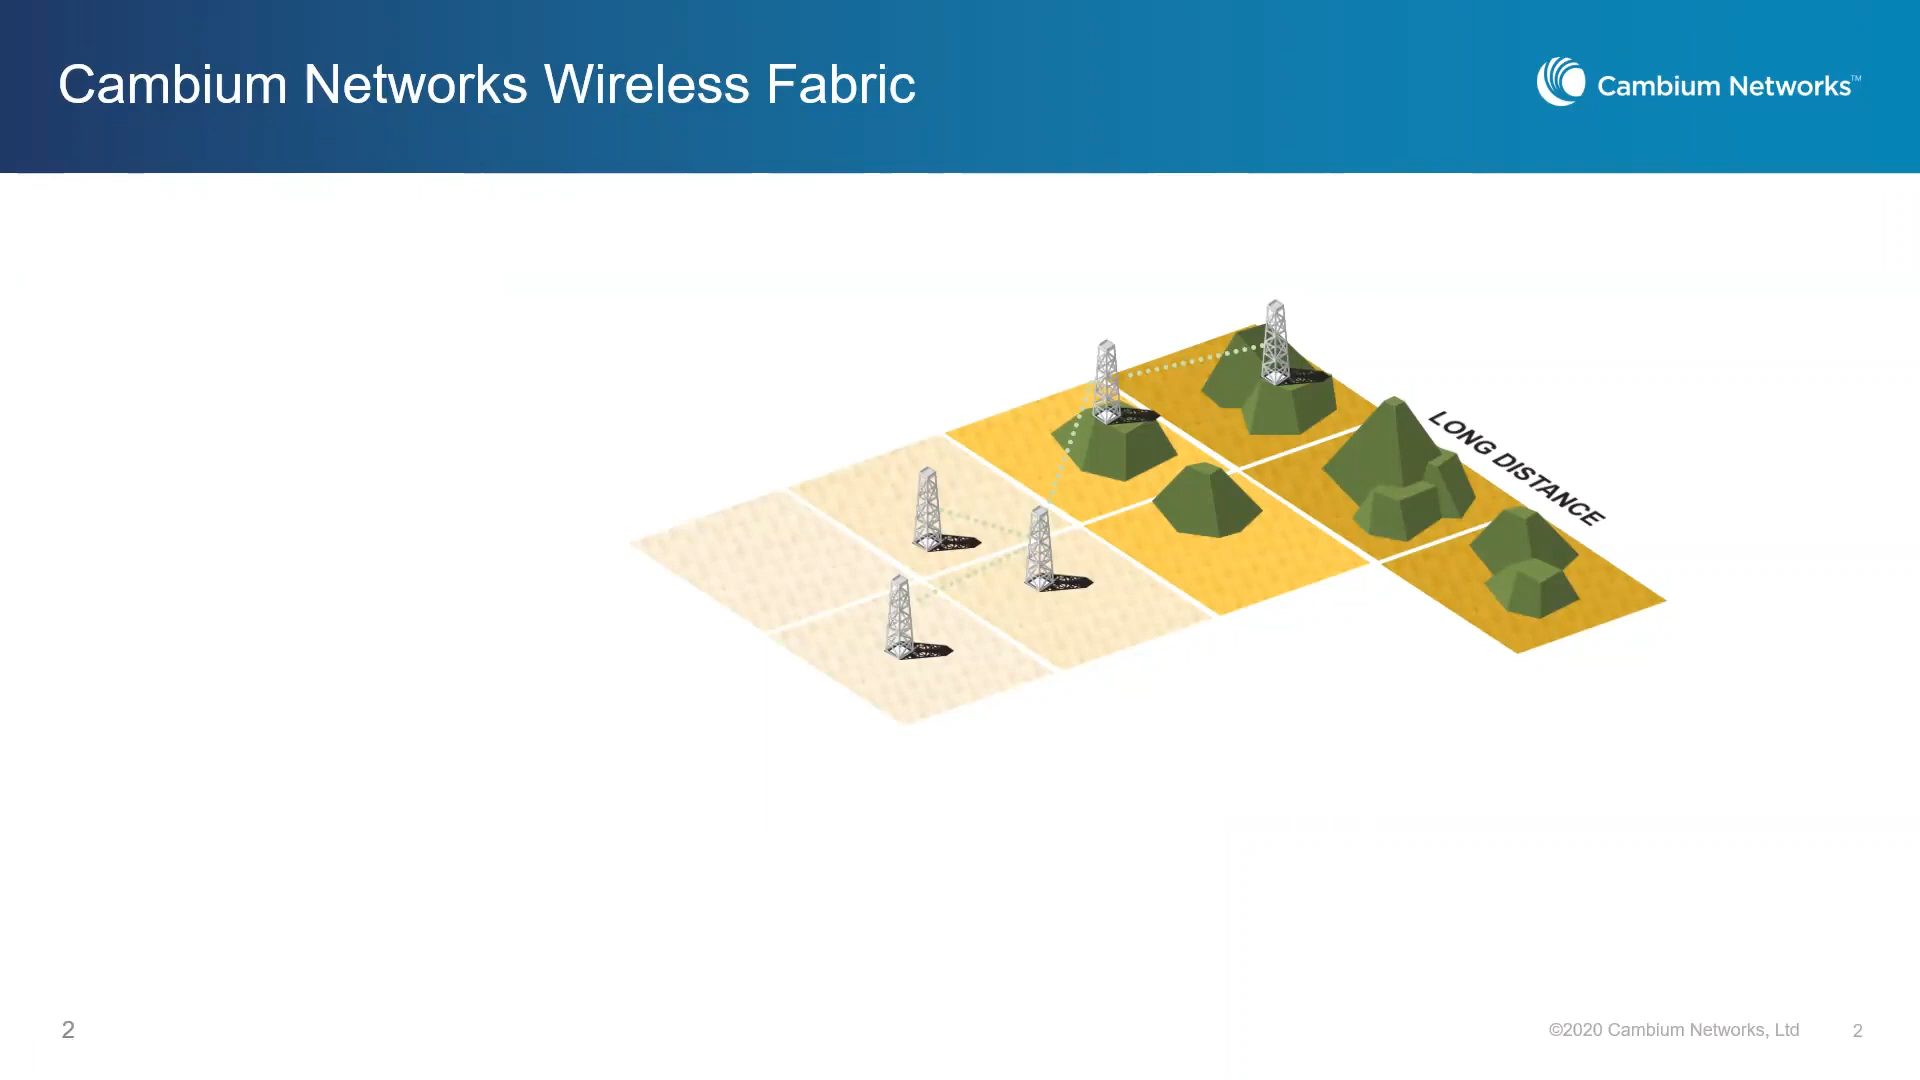 Cambium Networks Wireless Fabric
Cambium Networks™
LONG DISTANCE
2
©2020 Cambium Networks, Ltd
2